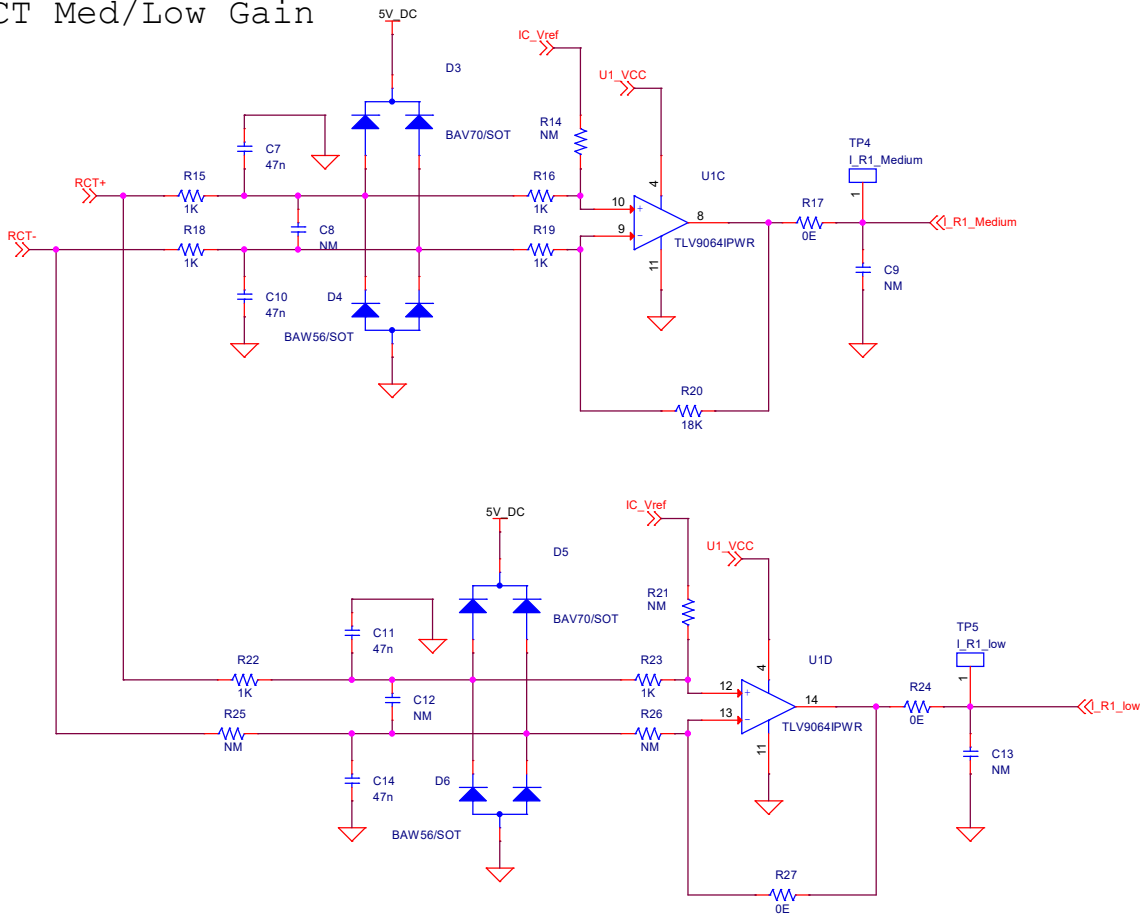 CT Med/Low Gain
5V_DC
IC_Vref
D3
U1_VCC
BAV70/SOT
R14
NM
TP4
I_R1_Medium
C7
47n
U1C
RCT+
R15
1K
R16
1K
4
1
10
+
R17
0E
8
I_R1_Medium
RCT-
R18
1K
C8
NM
R19
1K
9
-
TLV9064IPWR
11
C9
NM
C10
47n
D4
BAW56/SOT
R20
18K
5V_DC
IC_Vref
D5
U1_VCC
BAV70/SOT
R21
NM
TP5
I_R1_low
C11
47n
U1D
R22
1K
R23
1K
4
1
12
+
R24
0E
14
I_R1_low
C12
NM
R25
NM
R26
NM
13
-
TLV9064IPWR
11
C13
NM
C14
47n
D6
BAW56/SOT
R27
0E